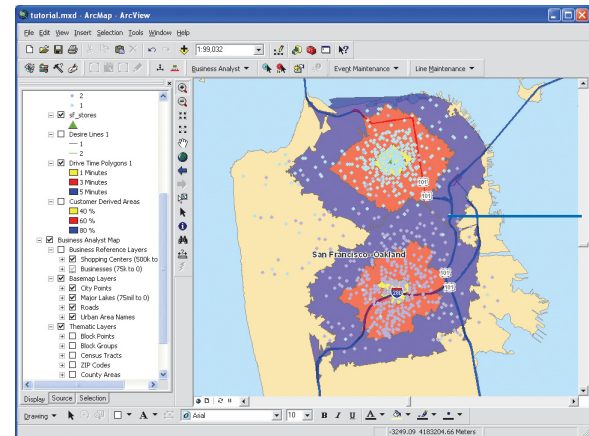 tutorial.mxd - ArcMap - ArcView
File Edit View Insert Selection Tools Window Help
1:99,032
Business Analyst Event Maintenance Line Maintenance
2
1
sf_stores
Desire Lines 1
1
2
Drive Time Polygons 1
1 Minutes
3 Minutes
5 Minutes
Customer Derived Areas
40 %
60 %
80 %
Business Analyst Map
Business Reference Layers
Shopping Centers (500k to
Businesses (75k to 0)
Basemap Layers
City Points
Major Lakes (75mil to 0)
Roads
Urban Area Names
Thematic Layers
Block Points
Block Groups
Census Tracts
ZIP Codes
County Areas
Display Source Selection
101
101
San Francisco-Oakland
101
101
280
Drawing A Arial 10 B I U A
-3249.09 4183204.66 Meters